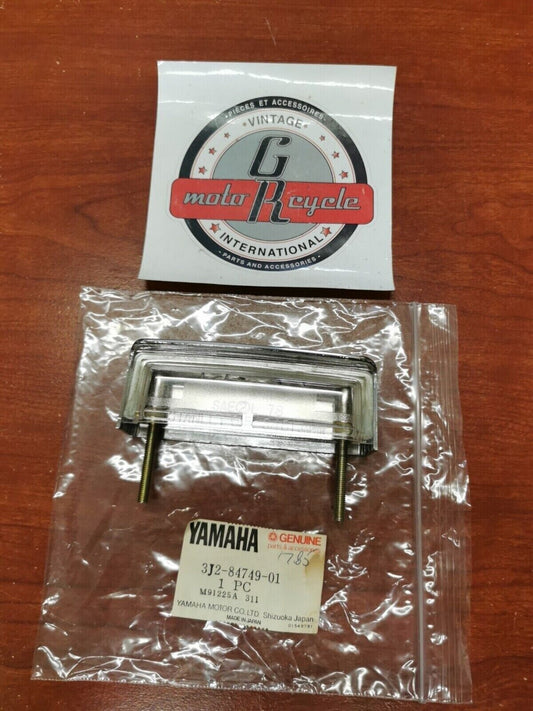 PIÈCES ET ACCESSOIRES
VINTAGE
G
moto R cycle
INTERNATIONAL
PARTS AND ACCESSORIES
YAMAHA
GENUINE
parts & accessories
1785
3J2-84749-01
1 PC
M91225A 311
YAMAHA MOTOR CO., LTD. Shizuoka Japan
MADE IN JAPAN